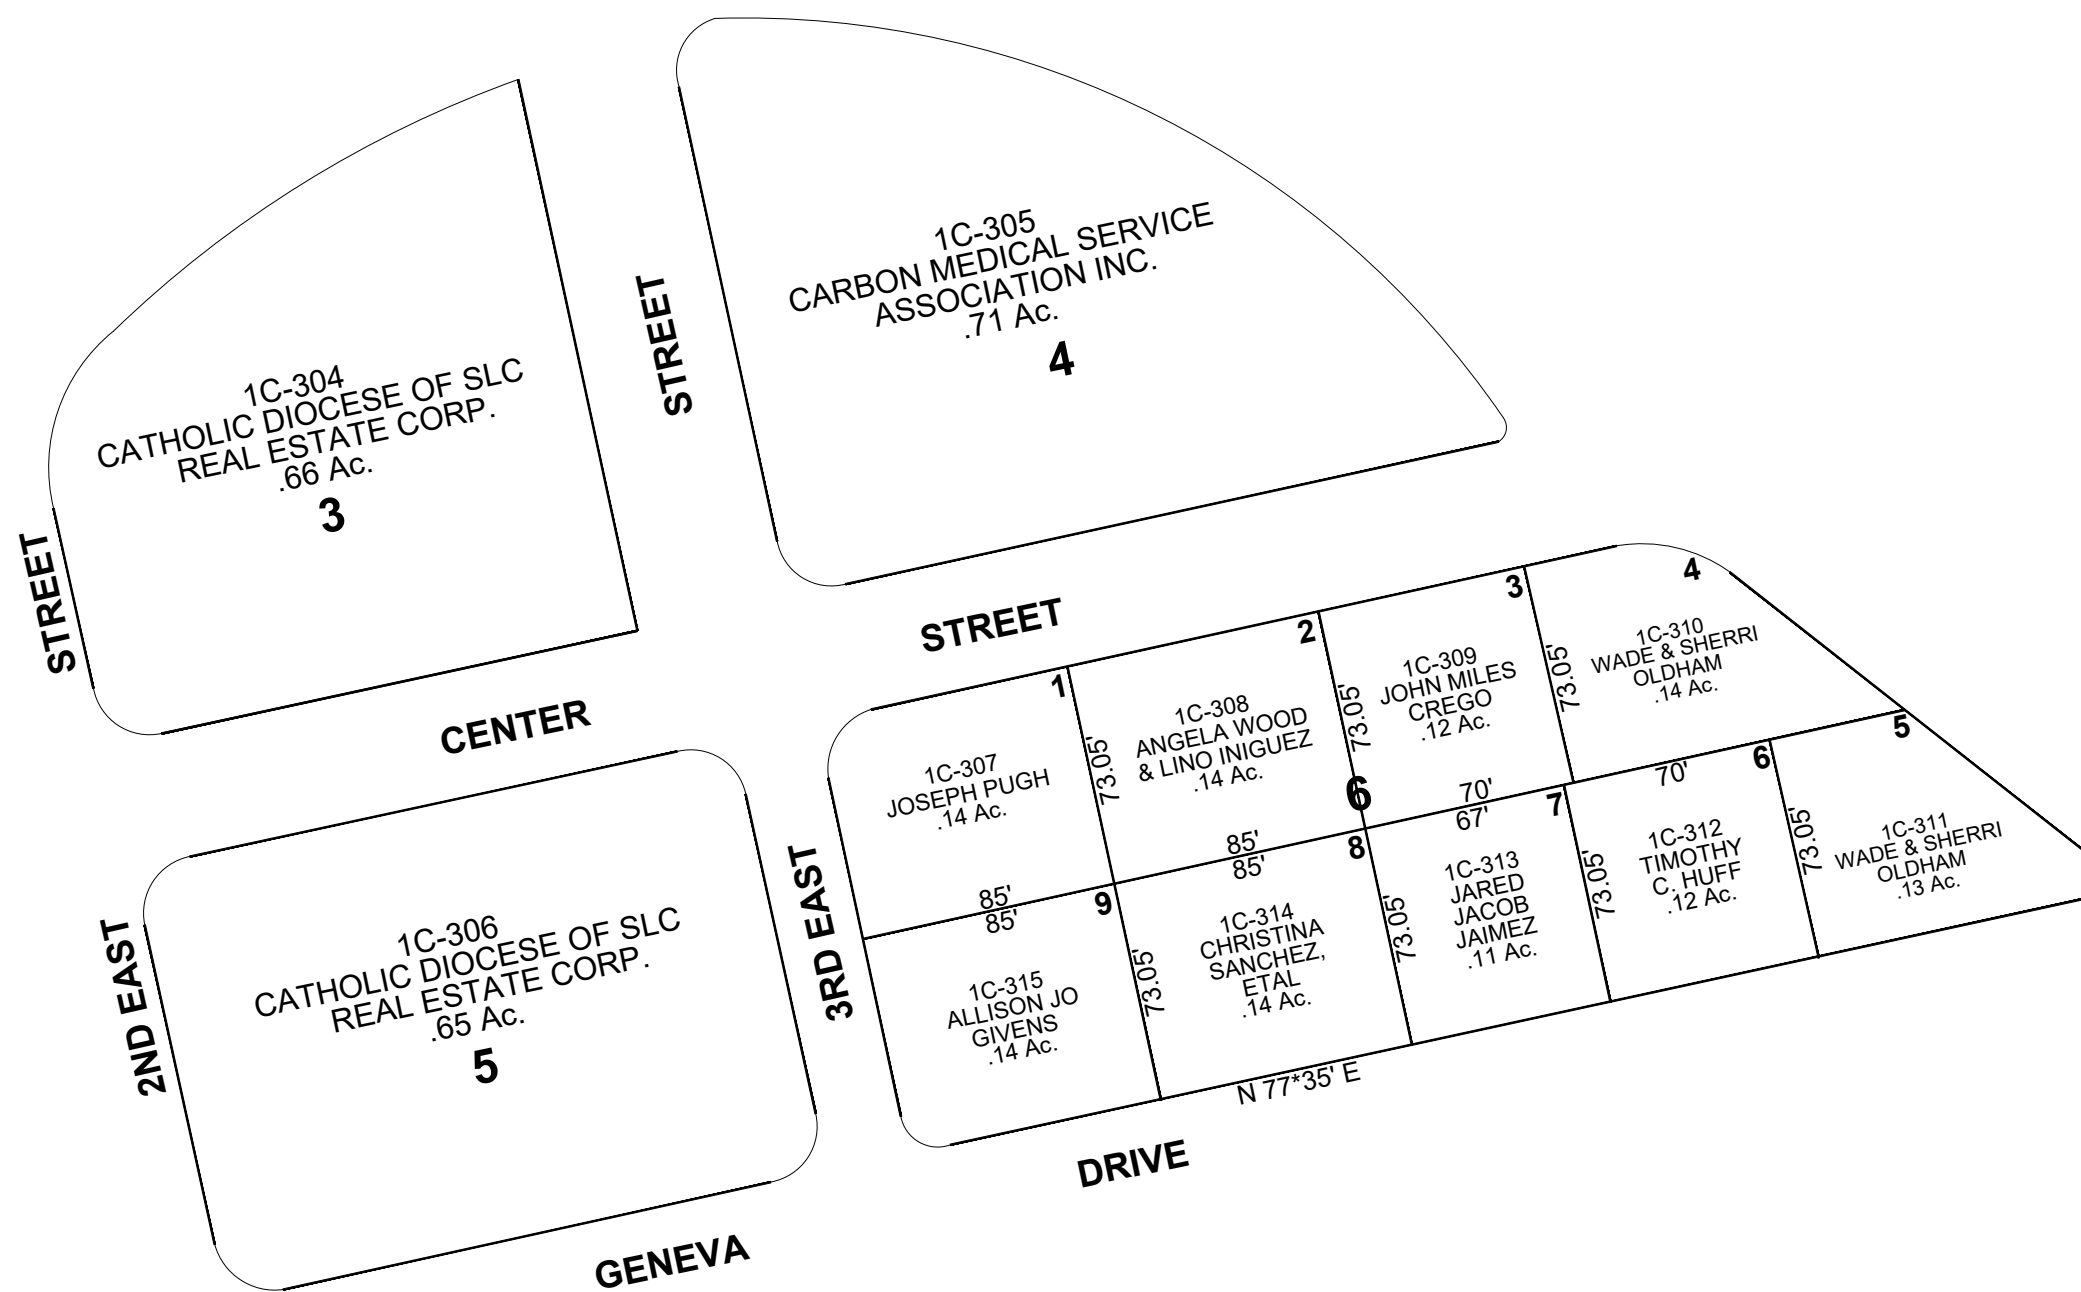 1C-305
CARBON MEDICAL SERVICE
ASSOCIATION INC.
.71 Ac.
4
STREET
1C-304
CATHOLIC DIOCESE OF SLC
REAL ESTATE CORP.
.66 Ac.
3
STREET
CENTER
STREET
1
2
3
4
1C-307
JOSEPH PUGH
.14 Ac.
73.05'
1C-308
ANGELA WOOD
& LINO INIGUEZ
.14 Ac.
73.05'
1C-309
JOHN MILES
CREGO
.12 Ac.
73.05'
1C-310
WADE & SHERRI
OLDHAM
.14 Ac.
6
85'
85'
70'
70'
85'
85'
67'
9
8
7
6
5
1C-315
ALLISON JO
GIVENS
.14 Ac.
73.05'
1C-314
CHRISTINA
SANCHEZ,
ETAL
.14 Ac.
73.05'
1C-313
JARED
JACOB
JAIMEZ
.11 Ac.
73.05'
1C-312
TIMOTHY
C. HUFF
.12 Ac.
73.05'
1C-311
WADE & SHERRI
OLDHAM
.13 Ac.
2ND EAST
1C-306
CATHOLIC DIOCESE OF SLC
REAL ESTATE CORP.
.65 Ac.
5
3RD EAST
N 77*35' E
GENEVA
DRIVE